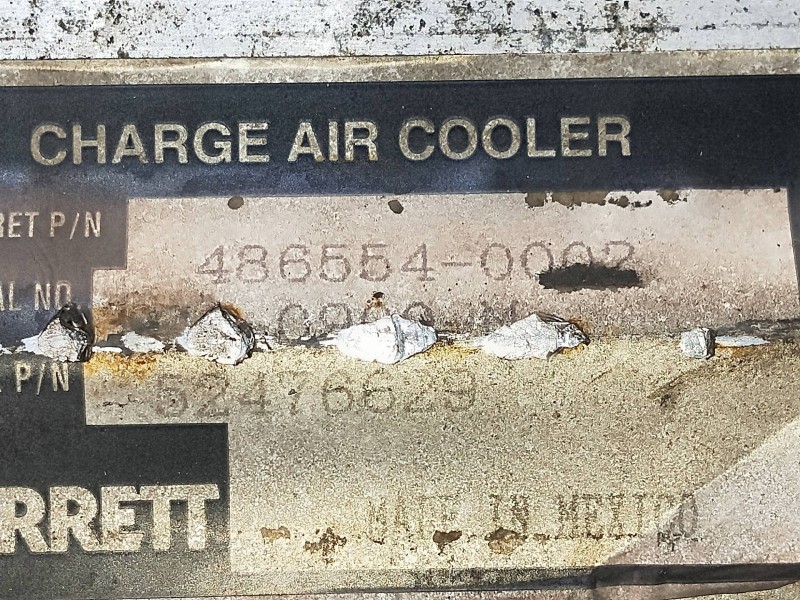 CHARGE AIR COOLER
RET P/N 486554-0002
AL NO.
P/N 52476629
RRETT MADE IN MEXICO